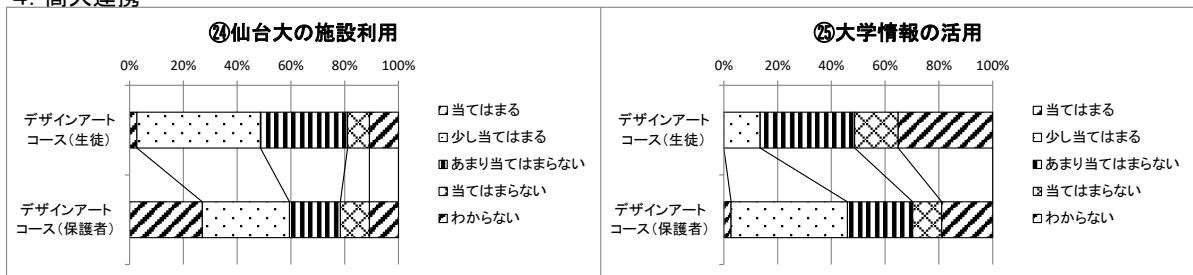 4. 高大連携
㉔仙台大の施設利用
0% 20% 40% 60% 80% 100%
デザインアート
コース(生徒)
デザインアート
コース(保護者)
当てはまる
少し当てはまる
あまり当てはまらない
当てはまらない
わからない
㉕大学情報の活用
0% 20% 40% 60% 80% 100%
デザインアート
コース(生徒)
デザインアート
コース(保護者)
当てはまる
少し当てはまる
あまり当てはまらない
当てはまらない
わからない